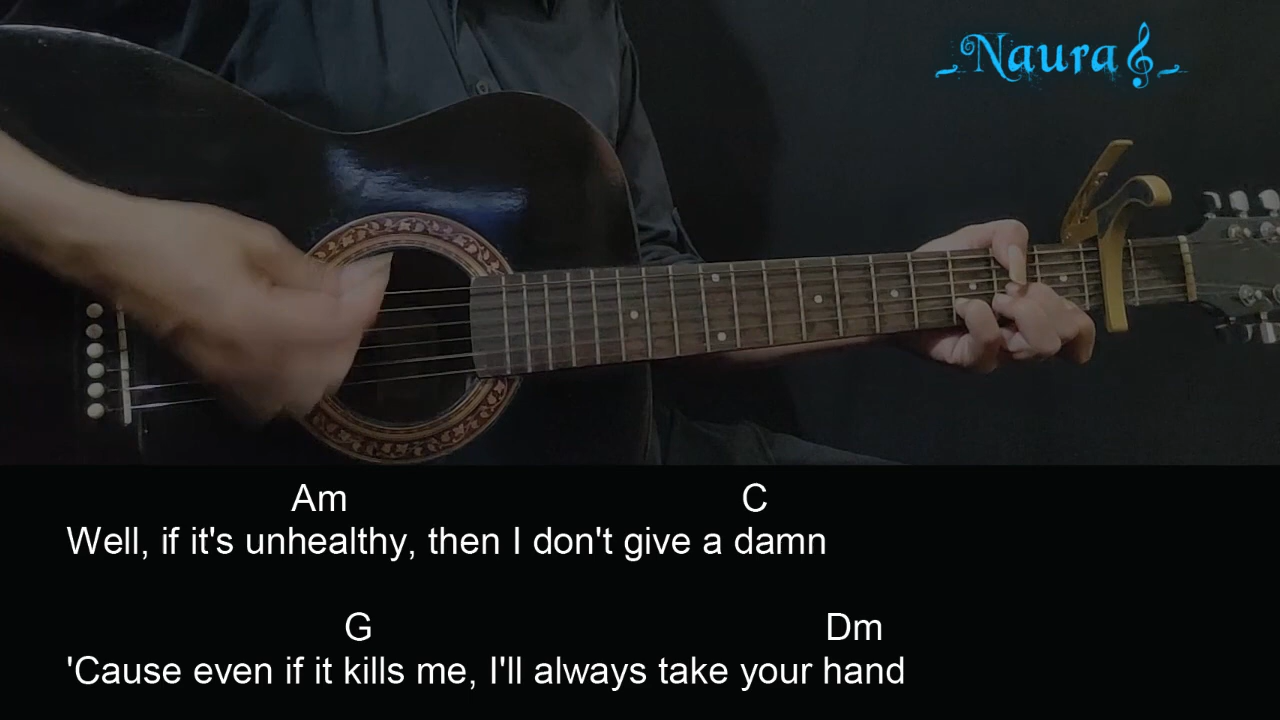 Naura
Am C
Well, if it's unhealthy, then I don't give a damn
G Dm
'Cause even if it kills me, I'll always take your hand